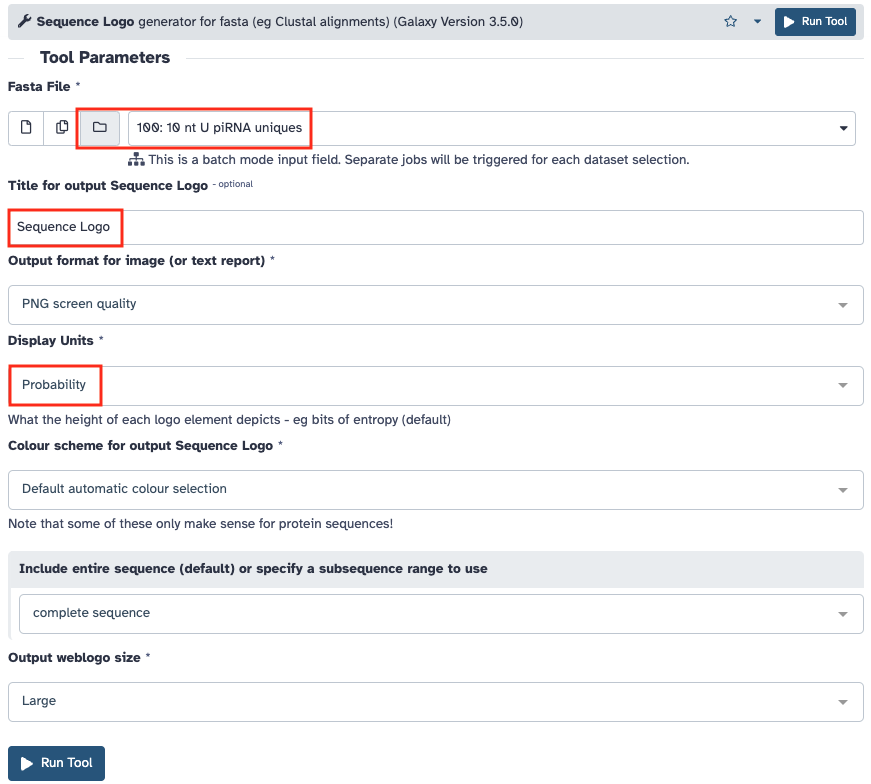 Sequence Logo generator for fasta (eg Clustal alignments) (Galaxy Version 3.5.0) Run Tool
Tool Parameters
Fasta File *
100: 10 nt U piRNA uniques
This is a batch mode input field. Separate jobs will be triggered for each dataset selection.
Title for output Sequence Logo - optional
Sequence Logo
Output format for image (or text report) *
PNG screen quality
Display Units *
Probability
What the height of each logo element depicts - eg bits of entropy (default)
Colour scheme for output Sequence Logo *
Default automatic colour selection
Note that some of these only make sense for protein sequences!
Include entire sequence (default) or specify a subsequence range to use
complete sequence
Output weblogo size *
Large
Run Tool